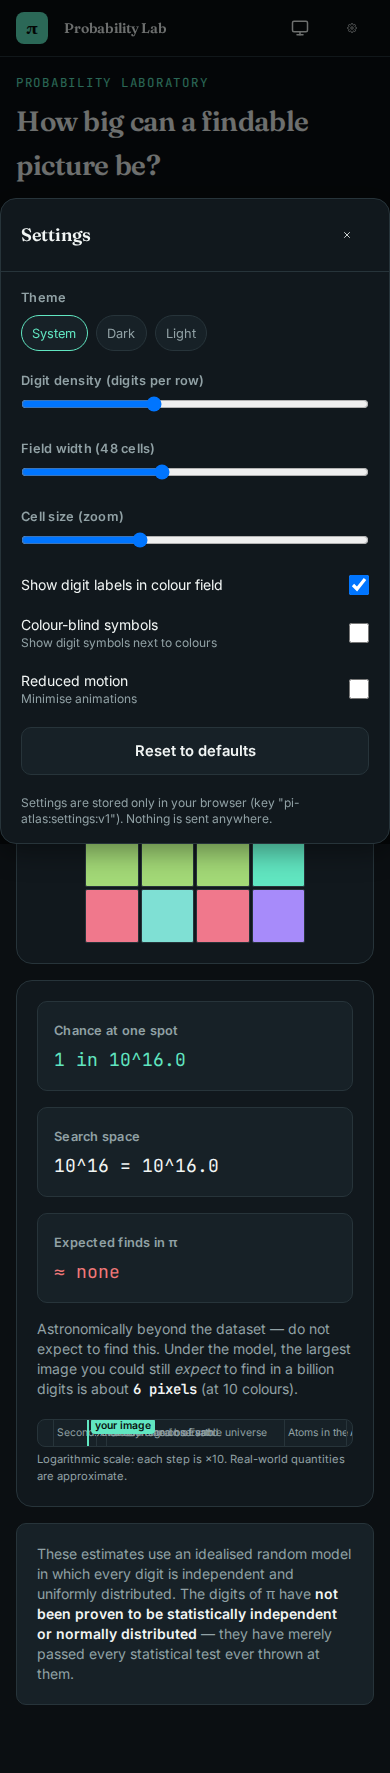 π Probability Lab
PROBABILITY LABORATORY
How big can a findable
picture be?
Settings
×
Theme
System Dark Light
Digit density (digits per row)
Field width (48 cells)
Cell size (zoom)
Show digit labels in colour field
Colour-blind symbols
Show digit symbols next to colours
Reduced motion
Minimise animations
Reset to defaults
Settings are stored only in your browser (key "pi-
atlas:settings:v1"). Nothing is sent anywhere.
Chance at one spot
1 in 10^16.0
Search space
10^16 = 10^16.0
Expected finds in π
≈ none
Astronomically beyond the dataset — do not
expect to find this. Under the model, the largest
image you could still expect to find in a billion
digits is about 6 pixels (at 10 colours).
your image
universe Atoms in the
Logarithmic scale: each step is ×10. Real-world quantities
are approximate.
These estimates use an idealised random model
in which every digit is independent and
uniformly distributed. The digits of π have not
been proven to be statistically independent
or normally distributed — they have merely
passed every statistical test ever thrown at
them.